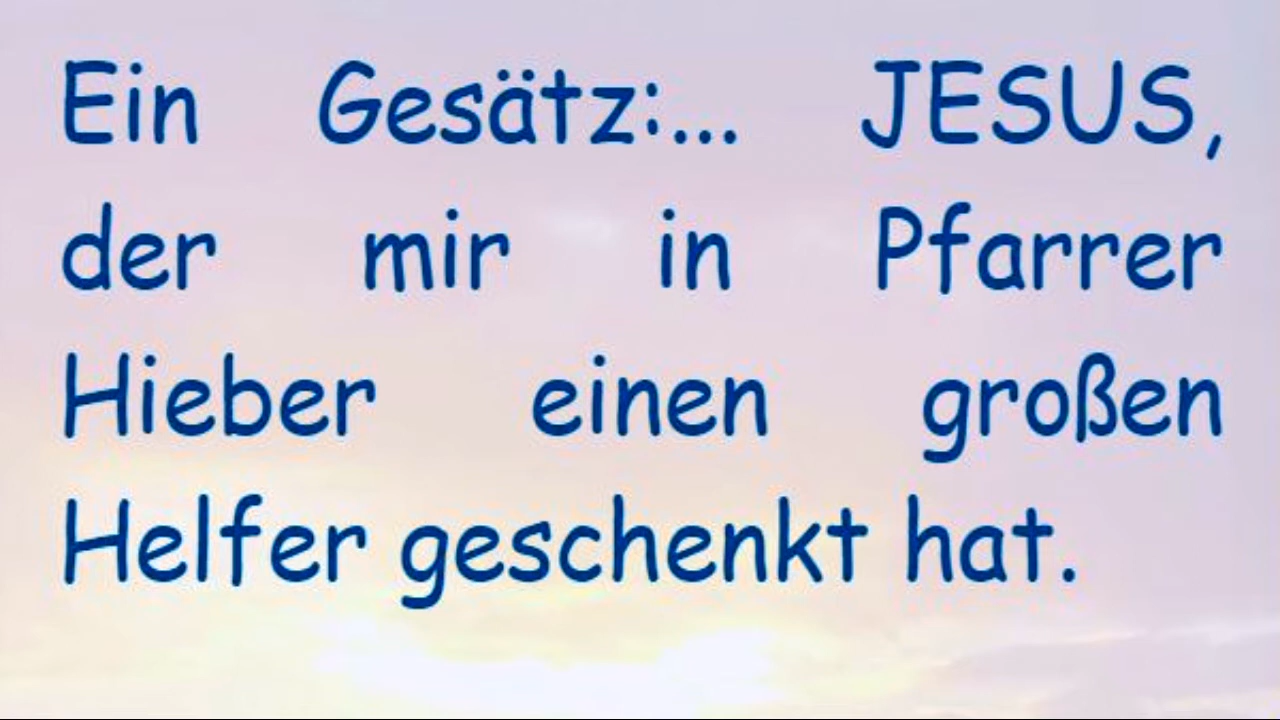 Ein Gesätz:... JESUS,
der mir in Pfarrer
Hieber einen großen
Helfer geschenkt hat.